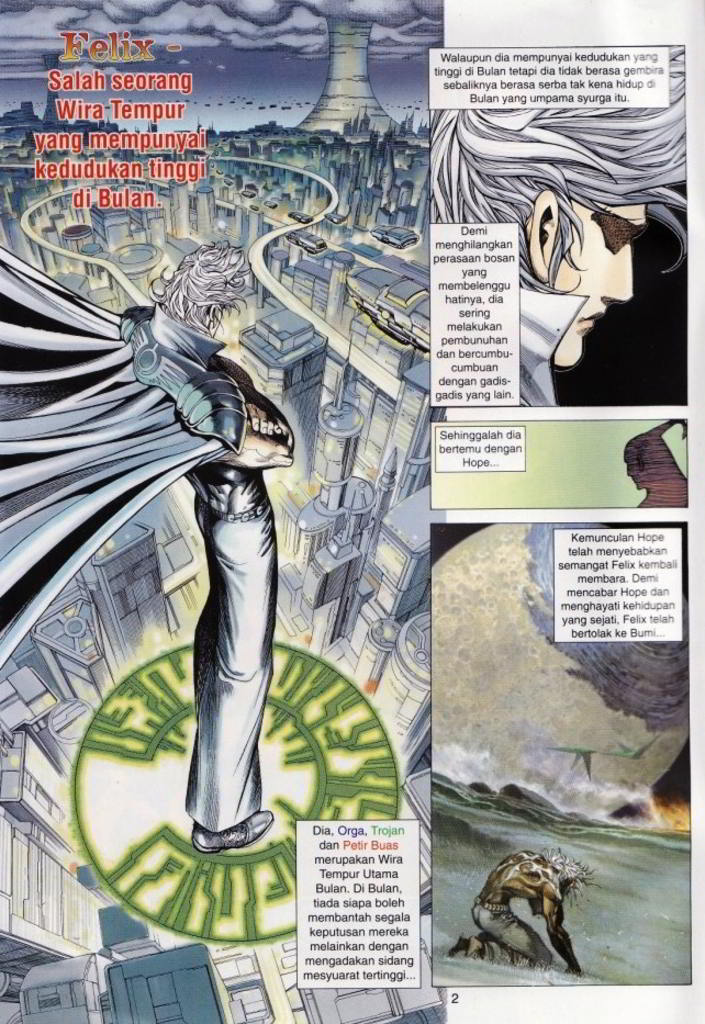 Felix -
Salah seorang
Wira Tempur
yang mempunyai
kedudukan tinggi
di Bulan.
Dia, Orga, Trojan
dan Petir Buas
merupakan Wira
Tempur Utama
Bulan. Di Bulan,
tiada siapa boleh
membantah segala
keputusan mereka
melainkan dengan
mengadakan sidang
mesyuarat tertinggi...
Walaupun dia mempunyai kedudukan yang
tinggi di Bulan tetapi dia tidak berasa gembira
sebaliknya berasa serba tak kena hidup di
Bulan yang umpama syurga itu.
Demi
menghilangkan
perasaan bosan
yang
membelenggu
hatinya, dia
sering
melakukan
pembunuhan
dan bercumbu-
cumbuan
dengan gadis-
gadis yang lain.
Sehinggalah dia
bertemu dengan
Hope...
Kemunculan Hope
telah menyebabkan
semangat Felix kembali
membara. Demi
mencabar Hope dan
menghayati kehidupan
yang sejati, Felix telah
bertolak ke Bumi...
2